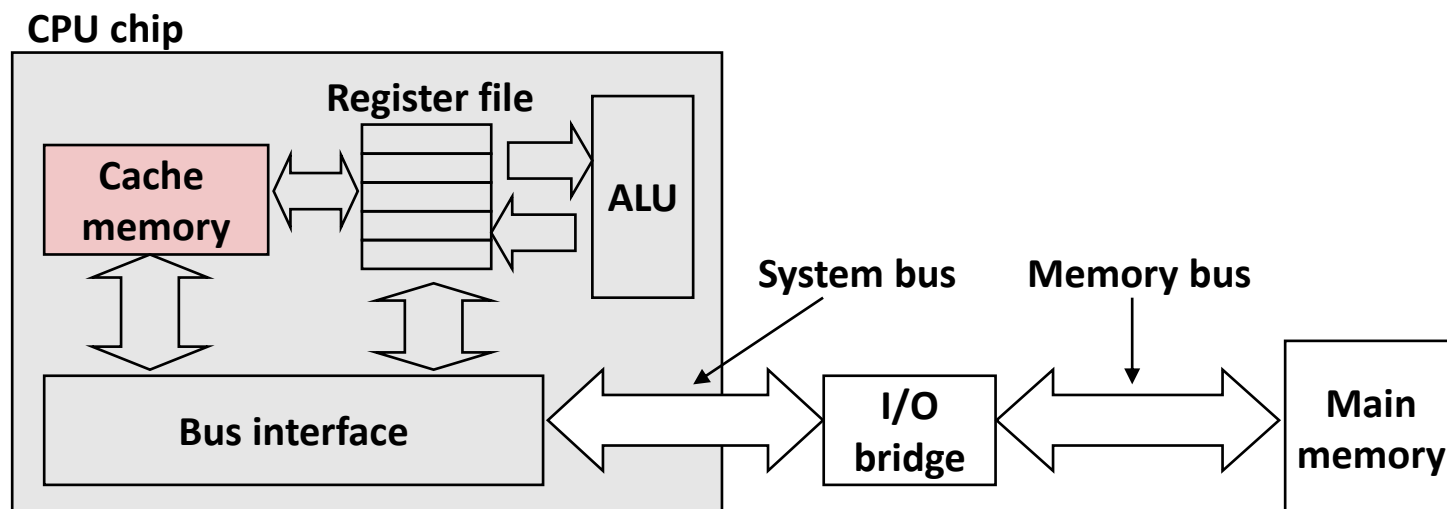 CPU chip
Register file
Cache
memory
ALU
System bus
Memory bus
Bus interface
I/O
bridge
Main
memory